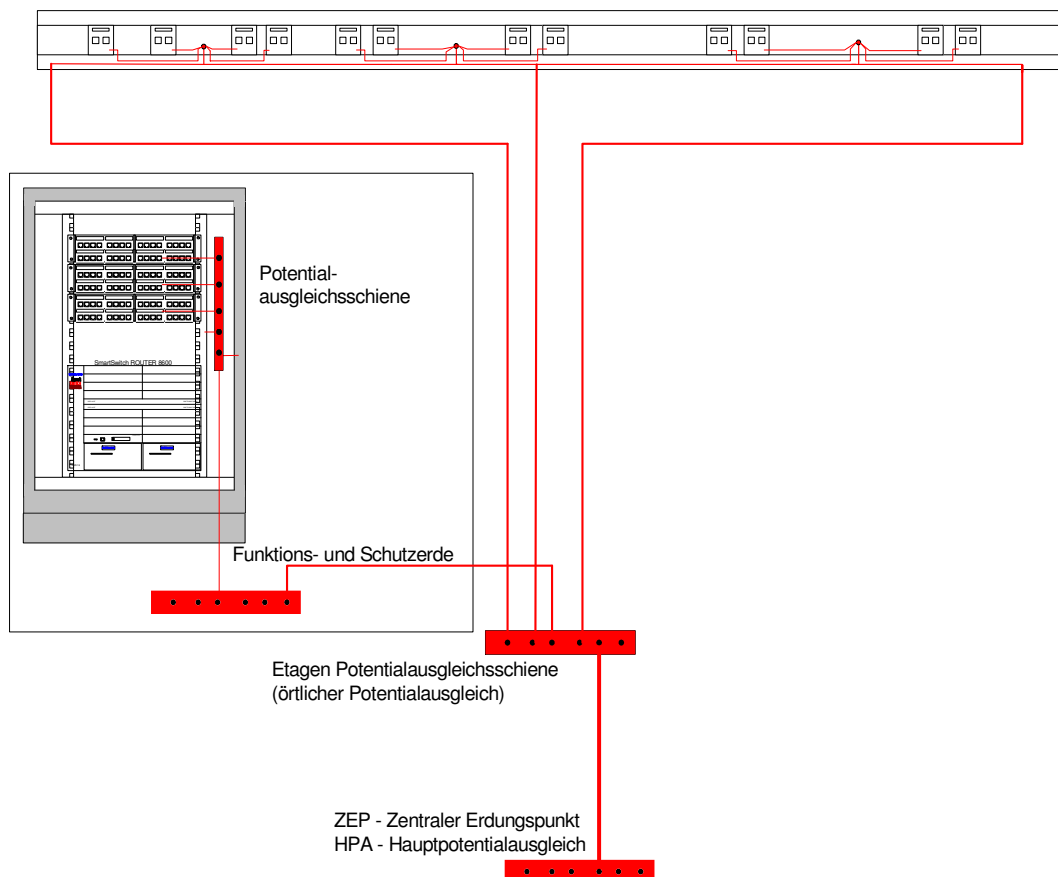 Potential-
ausgleichsschiene
SmartSwitch ROUTER 8600
Funktions- und Schutzerde
Etagen Potentialausgleichsschiene
(örtlicher Potentialausgleich)
ZEP - Zentraler Erdungspunkt
HPA - Hauptpotentialausgleich